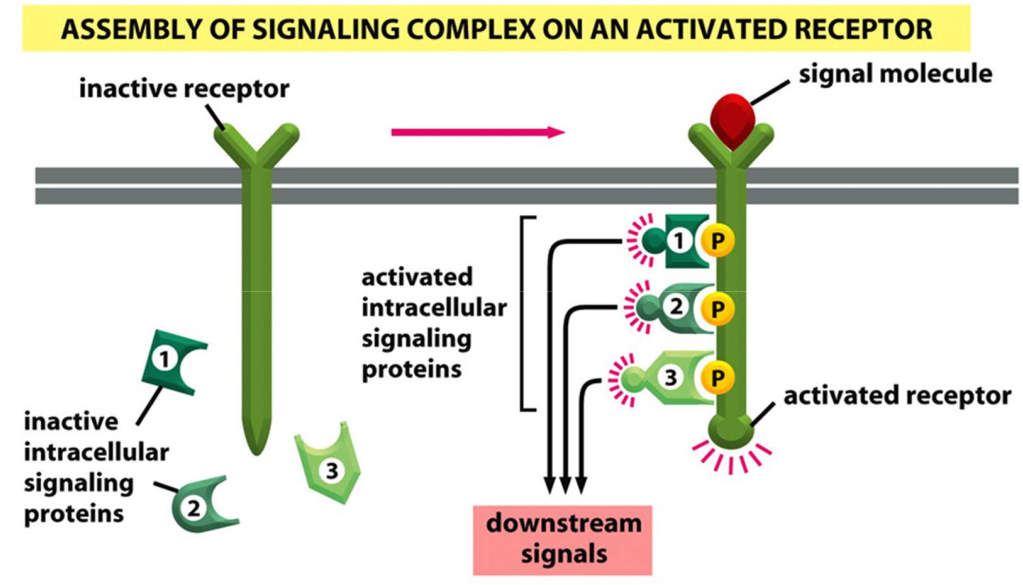 ASSEMBLY OF SIGNALING COMPLEX ON AN ACTIVATED RECEPTOR
inactive receptor
signal molecule
activated
intracellular
signaling
proteins
1
P
2
P
3
P
activated receptor
1
inactive
intracellular
signaling
proteins
2
3
downstream
signals